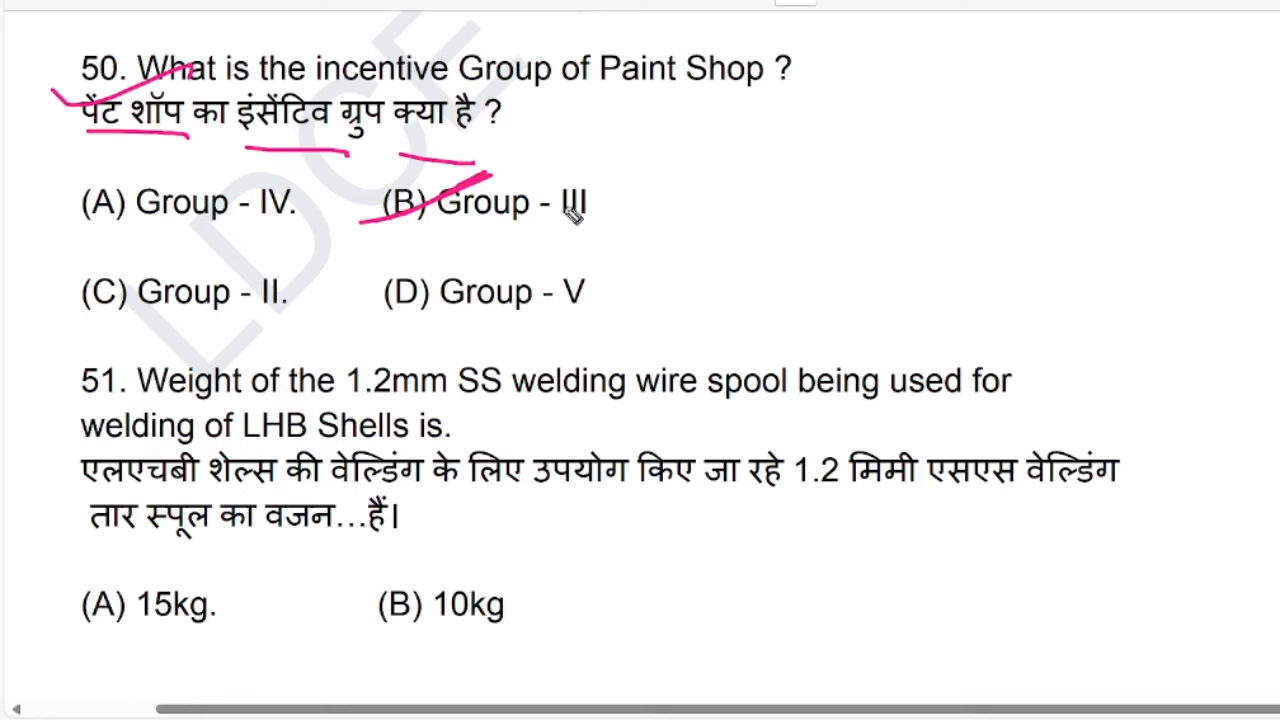 50. What is the incentive Group of Paint Shop ?
पेंट शॉप का इंसेंटिव ग्रुप क्या है ?
(A) Group - IV. (B) Group - III
(C) Group - II. (D) Group - V
51. Weight of the 1.2mm SS welding wire spool being used for
welding of LHB Shells is.
एलएचबी शेल्स की वेल्डिंग के लिए उपयोग किए जा रहे 1.2 मिमी एसएस वेल्डिंग
तार स्पूल का वजन...हैं।
(A) 15kg. (B) 10kg
LDCE